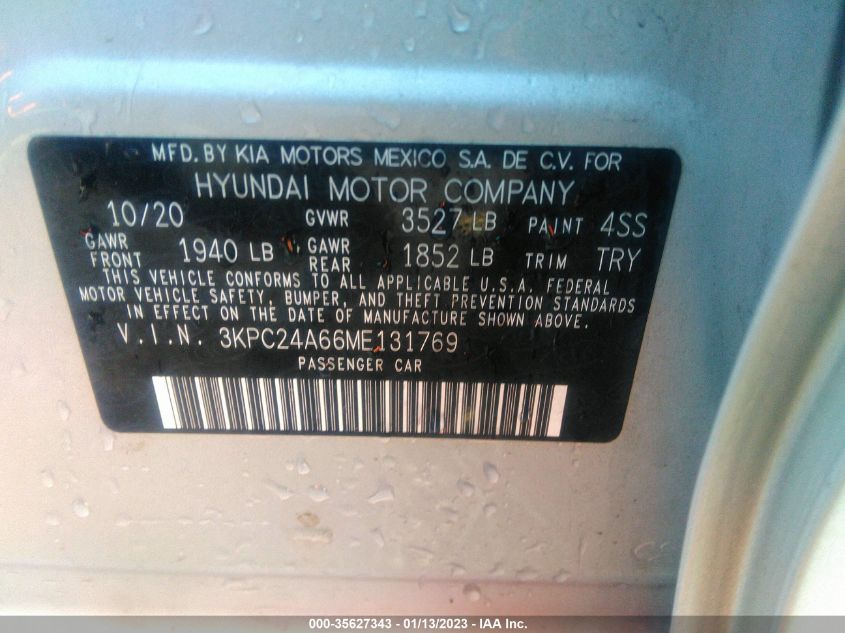 MFD. BY KIA MOTORS MEXICO S.A. DE C.V. FOR
HYUNDAI MOTOR COMPANY
10/20 GVWR 3527 LB PAINT 4SS
GAWR FRONT 1940 LB GAWR REAR 1852 LB TRIM TRY
THIS VEHICLE CONFORMS TO ALL APPLICABLE U.S.A. FEDERAL
MOTOR VEHICLE SAFETY, BUMPER, AND THEFT PREVENTION STANDARDS
IN EFFECT ON THE DATE OF MANUFACTURE SHOWN ABOVE.
V.I.N. 3KPC24A66ME131769
PASSENGER CAR
000-35627343 - 01/13/2023 - IAA Inc.